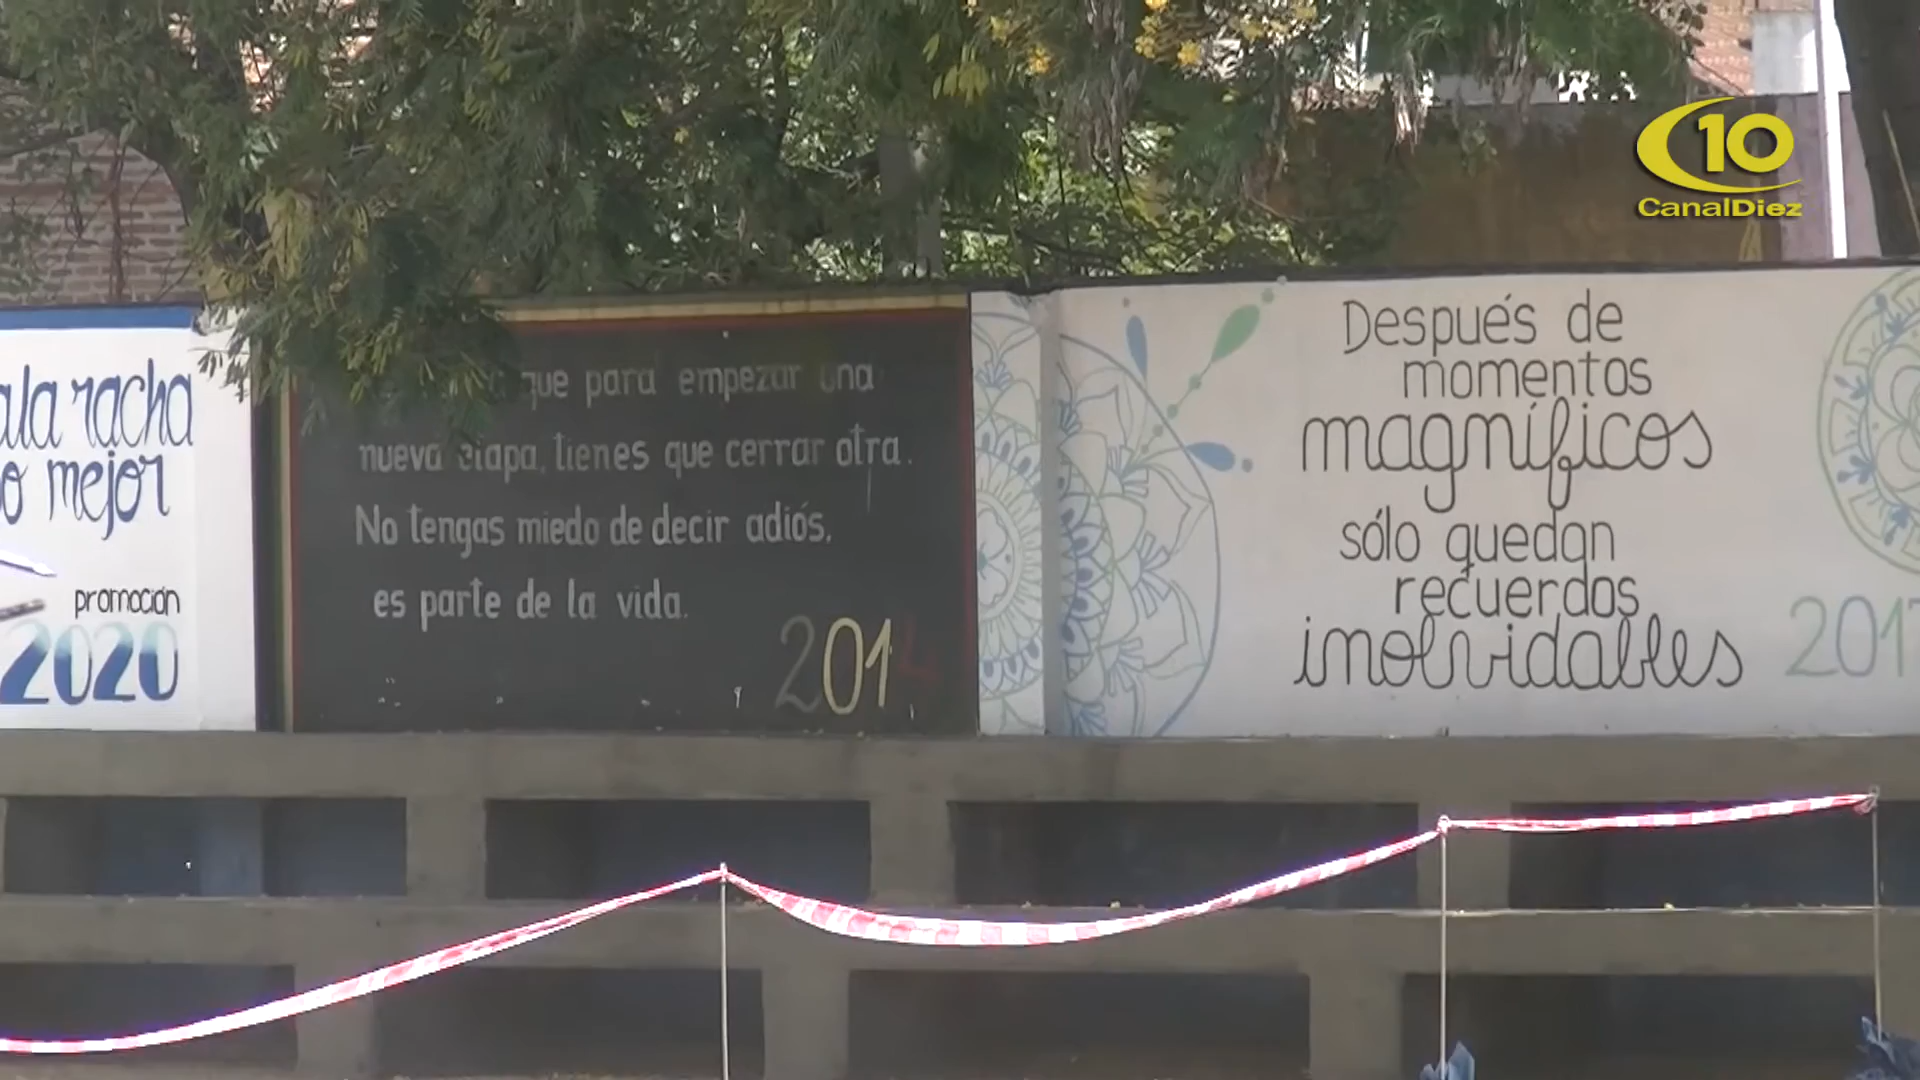 ala racha
o mejor
promoción
2020
que para empezar una
nueva etapa, tienes que cerrar otra.
No tengas miedo de decir adiós,
es parte de la vida.
2014
Después de
momentos
magníficos
sólo quedan
recuerdos
inolvidables
201
10
CanalDiez